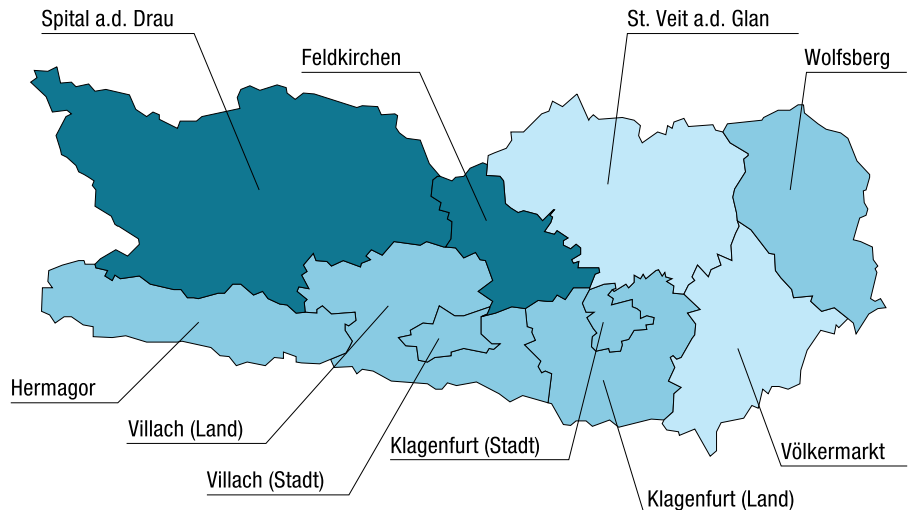 Spital a.d. Drau
St. Veit a.d. Glan
Feldkirchen
Wolfsberg
Hermagor
Villach (Land)
Klagenfurt (Stadt)
Völkermarkt
Villach (Stadt)
Klagenfurt (Land)